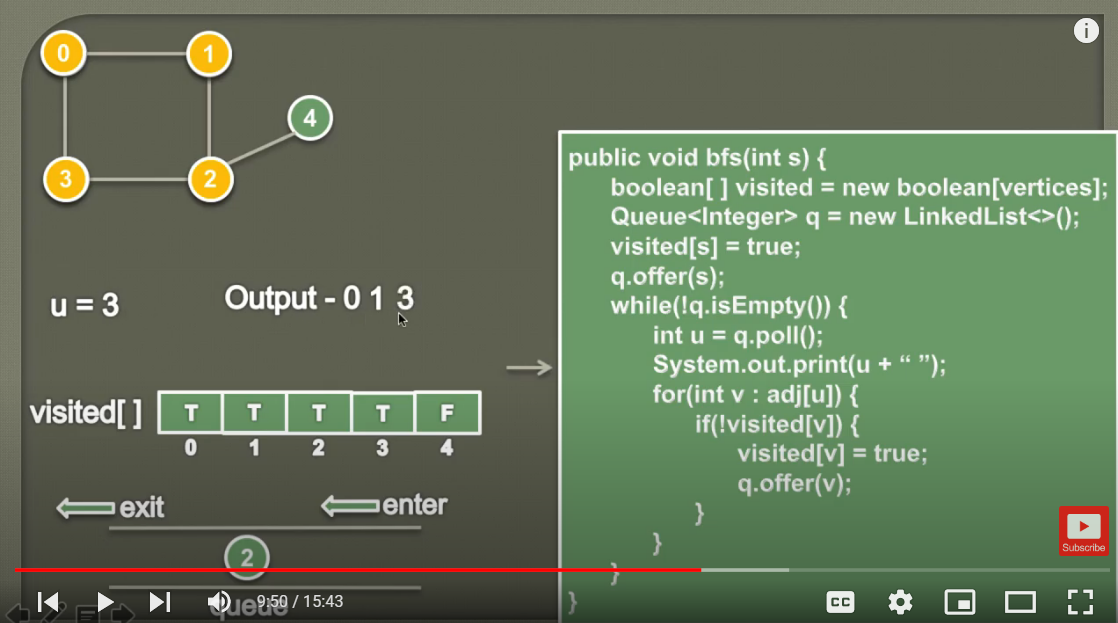 0
1
4
3
2
u = 3
Output - 0 1 3
visited[ ]
T T T T F
0 1 2 3 4
exit
enter
2
queue
public void bfs(int s) {
boolean[ ] visited = new boolean[vertices];
Queue<Integer> q = new LinkedList<>();
visited[s] = true;
q.offer(s);
while(!q.isEmpty()) {
int u = q.poll();
System.out.print(u + “ ”);
for(int v : adj[u]) {
if(!visited[v]) {
visited[v] = true;
q.offer(v);
}
}
}
}
i
Subscribe
9:50 / 15:43
CC